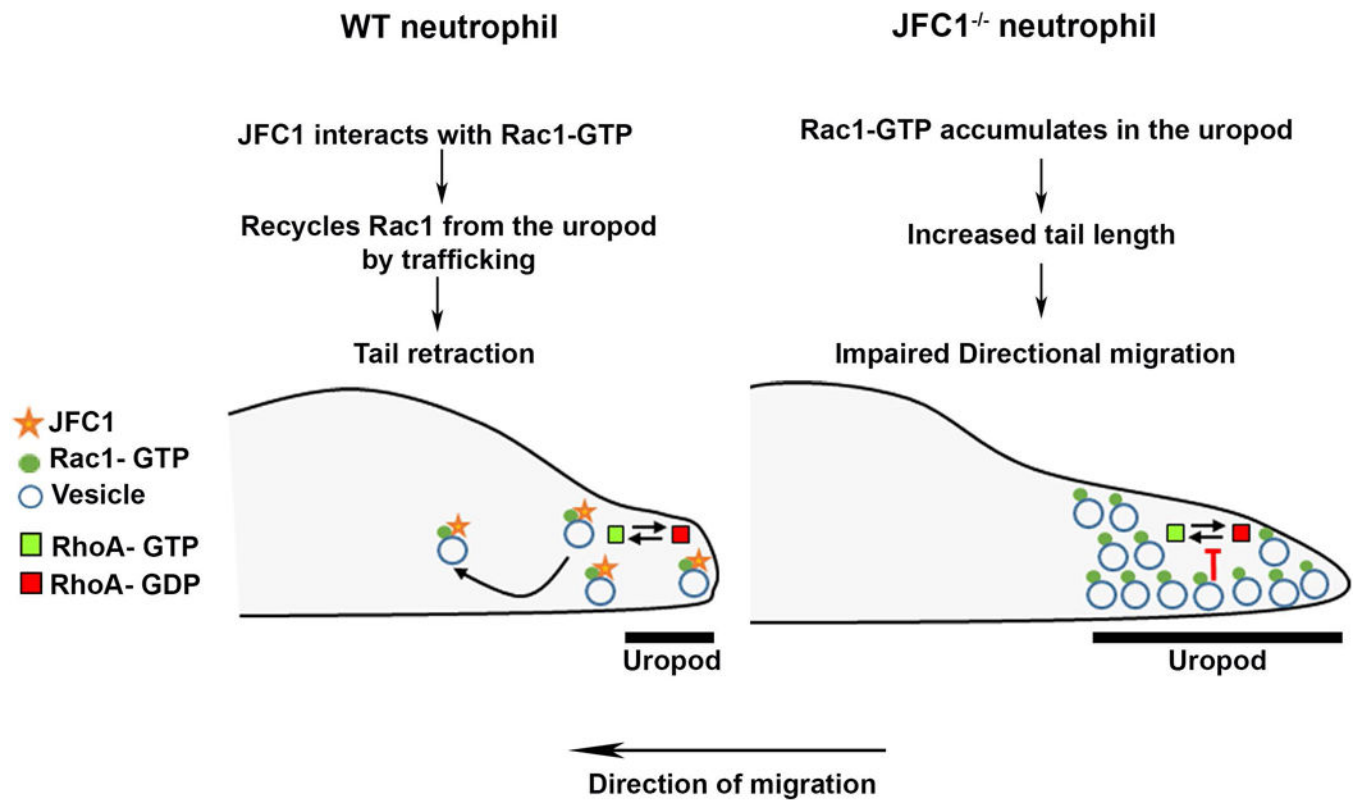 WT neutrophil
JFC1-/- neutrophil
JFC1 interacts with Rac1-GTP
Recycles Rac1 from the uropod
by trafficking
Tail retraction
Rac1-GTP accumulates in the uropod
Increased tail length
Impaired Directional migration
JFC1
Rac1- GTP
Vesicle
RhoA- GTP
RhoA- GDP
Uropod
Uropod
Direction of migration